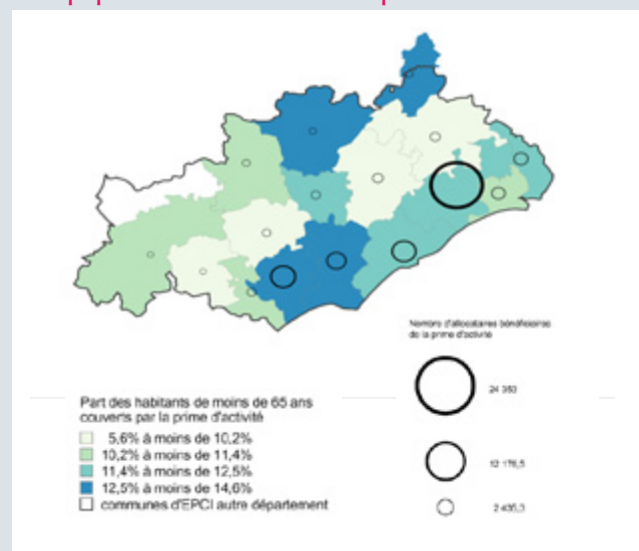 Nombre d'allocataires bénéficiaires
de la prime d'activité
24 350
12 176,5
2 435,3
Part des habitants de moins de 65 ans
couverts par la prime d'activité
5,6% à moins de 10,2%
10,2% à moins de 11,4%
11,4% à moins de 12,5%
12,5% à moins de 14,6%
communes d'EPCI autre département